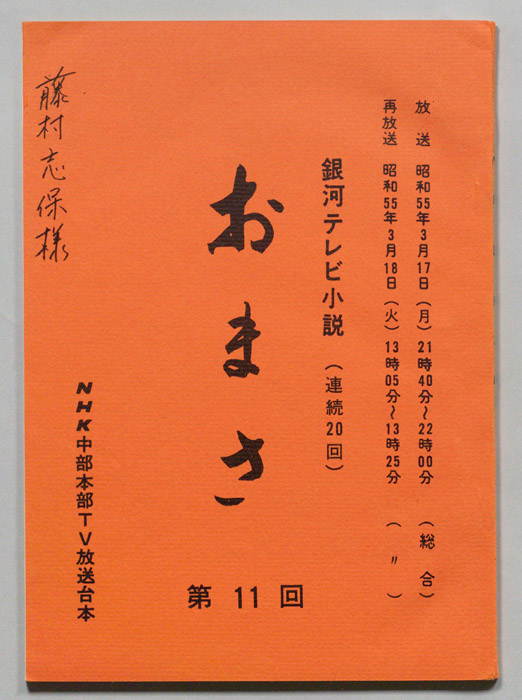 放送 昭和55年3月17日(月) 21時40分〜22時00分 (総合)
再放送 昭和55年3月18日(火) 13時05分〜13時25分 (〃)
銀河テレビ小説 (連続20回)
おまさ
第11回
NHK中部本部TV放送台本
藤村志保様